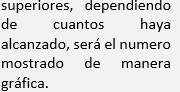 superiores, dependiendo
de cuantos haya
alcanzado, será el numero
mostrado de manera
gráfica.